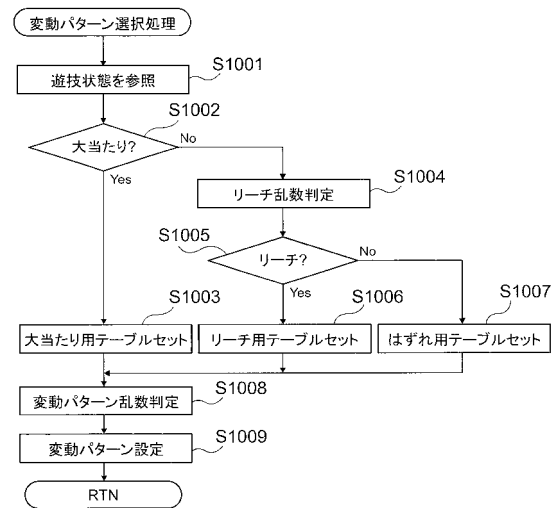 変動パターン選択処理
S1001
遊技状態を参照
S1002
大当たり?
No
Yes
S1004
リーチ乱数判定
S1005
リーチ?
No
Yes
S1003
大当たり用テーブルセット
S1006
リーチ用テーブルセット
S1007
はずれ用テーブルセット
S1008
変動パターン乱数判定
S1009
変動パターン設定
RTN